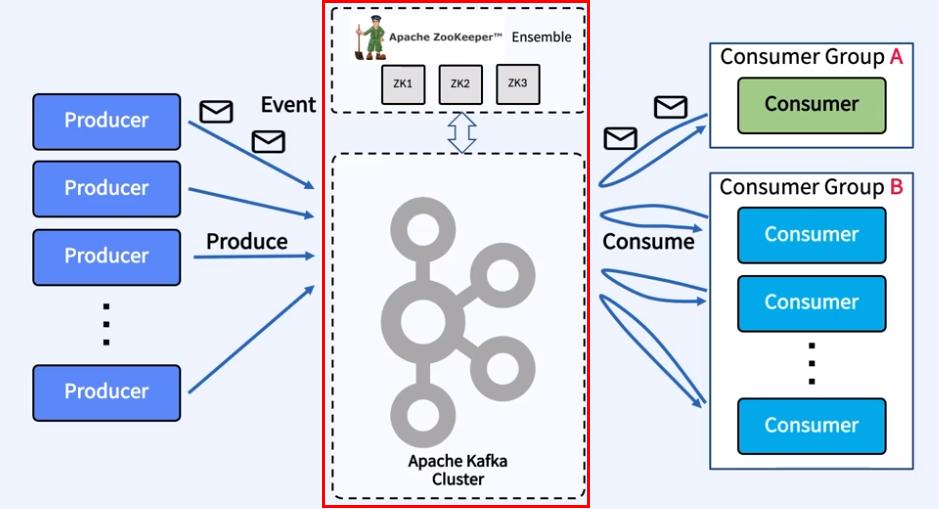 Apache ZooKeeper™ Ensemble
ZK1 ZK2 ZK3
Event
Producer
Producer
Producer
Producer
Produce
Apache Kafka
Cluster
Consume
Consumer Group A
Consumer
Consumer Group B
Consumer
Consumer
Consumer